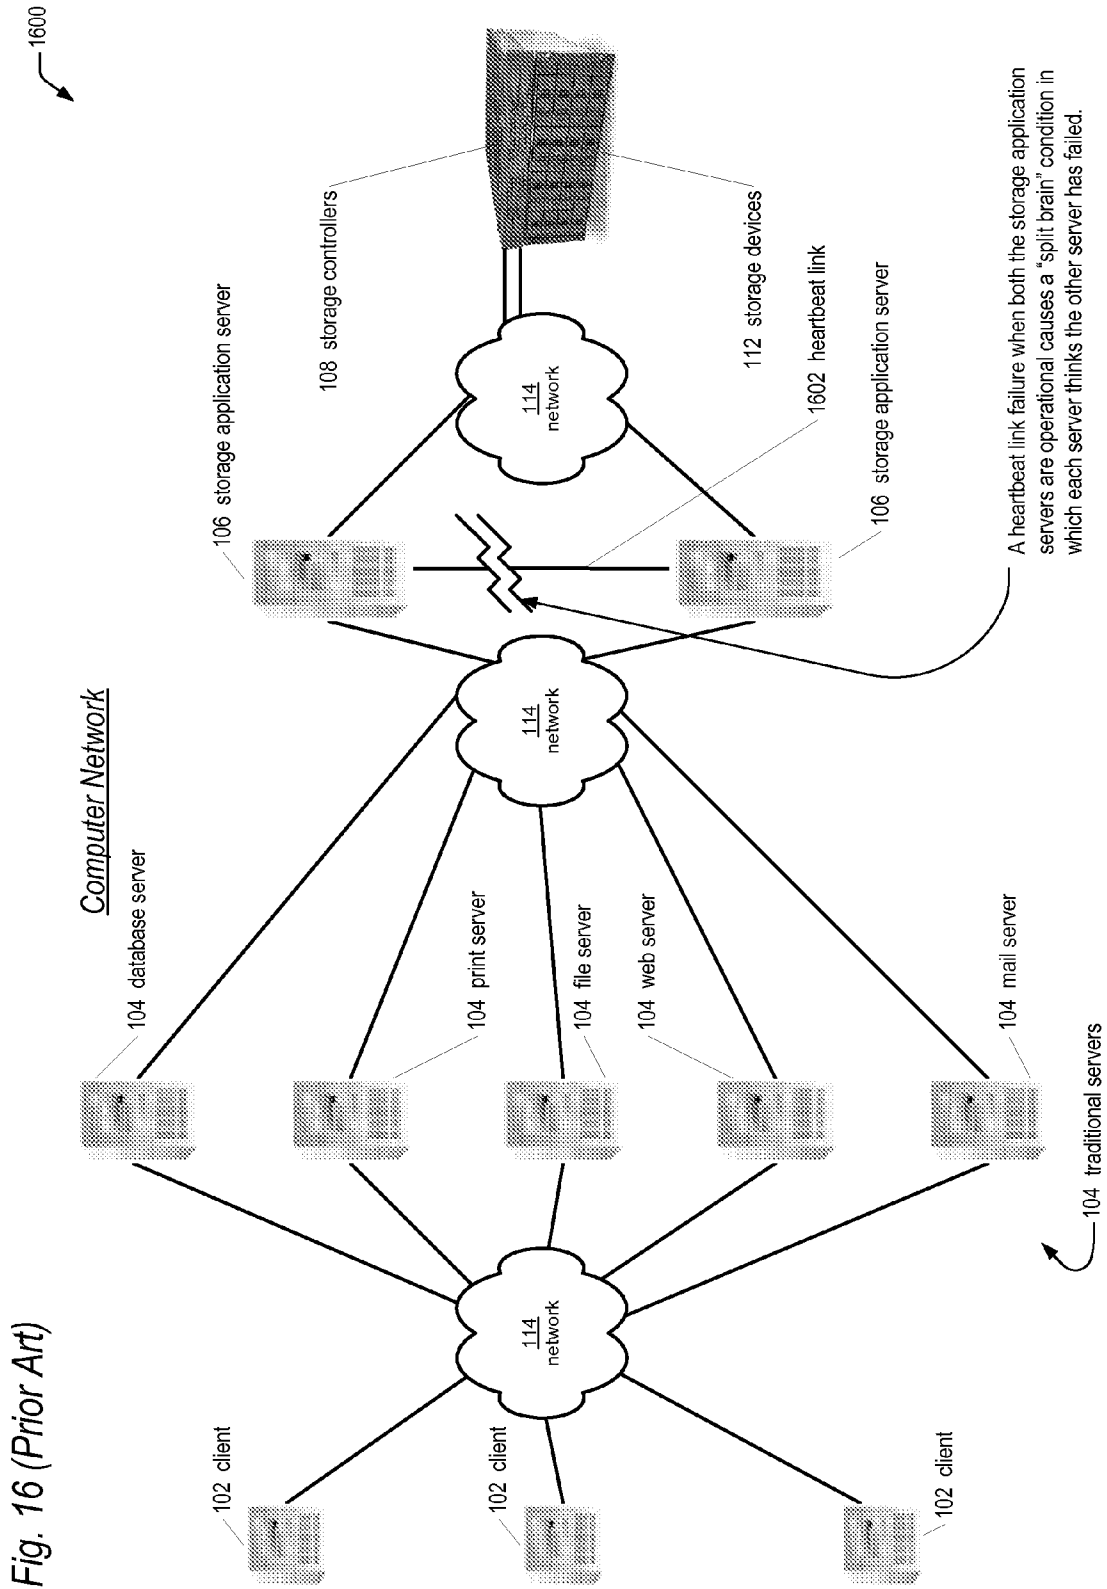 Fig. 16 (Prior Art)
Computer Network
1600
102 client
102 client
102 client
114
network
104 database server
104 print server
104 file server
104 web server
104 mail server
104 traditional servers
114
network
106 storage application server
106 storage application server
1602 heartbeat link
114
network
108 storage controllers
112 storage devices
A heartbeat link failure when both the storage application
servers are operational causes a "split brain" condition in
which each server thinks the other server has failed.